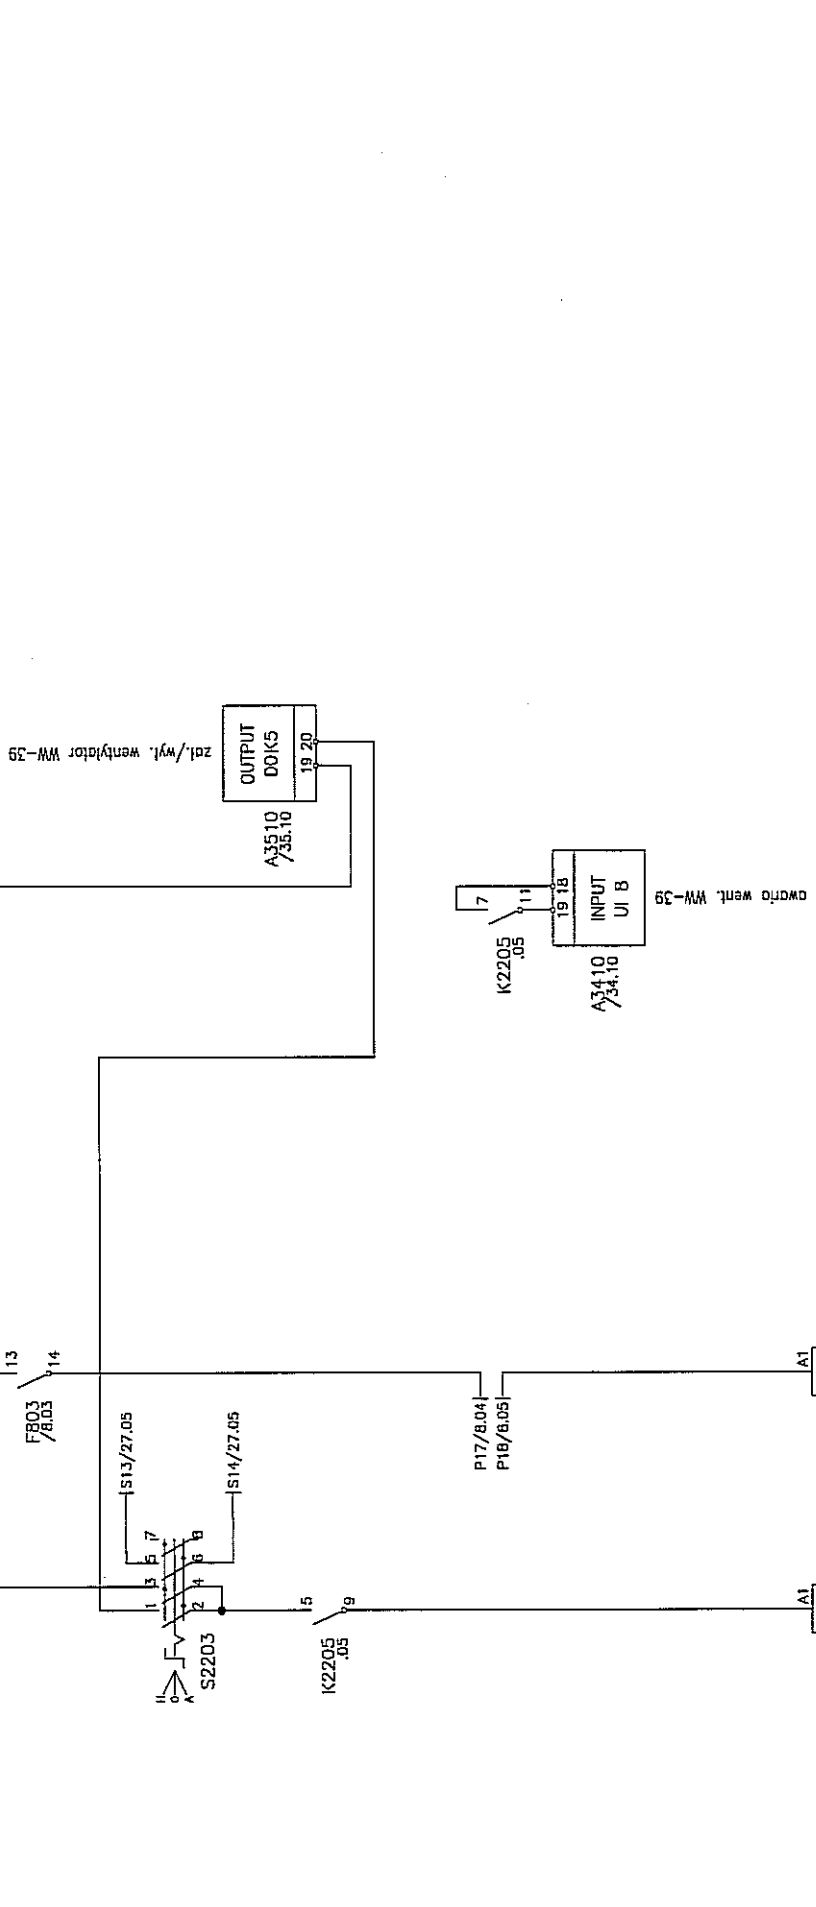 zał./wył. wentylator WW-39
OUTPUT
DOK5
19 20
A3510
/35.10
7
11
K2205
.05
19 18
INPUT
UI B
A3410
/34.10
awaria went. WW-39
13
14
F803
/8.03
S13/27.05
S14/27.05
P17/8.04
P18/8.05
A1
1 3 5 7
2 4 6 8
H
0
A
S2203
5
9
K2205
.05
A1